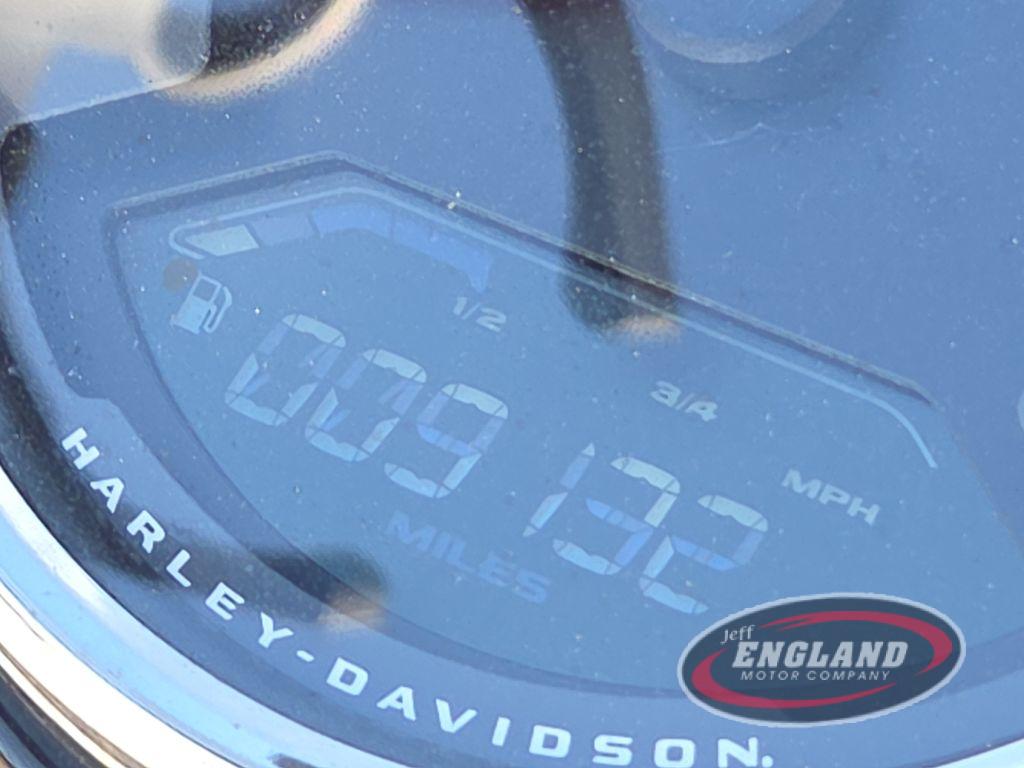 1/2
3/4
MPH
009132
MILES
HARLEY-DAVIDSON.
Jeff
ENGLAND
MOTOR COMPANY